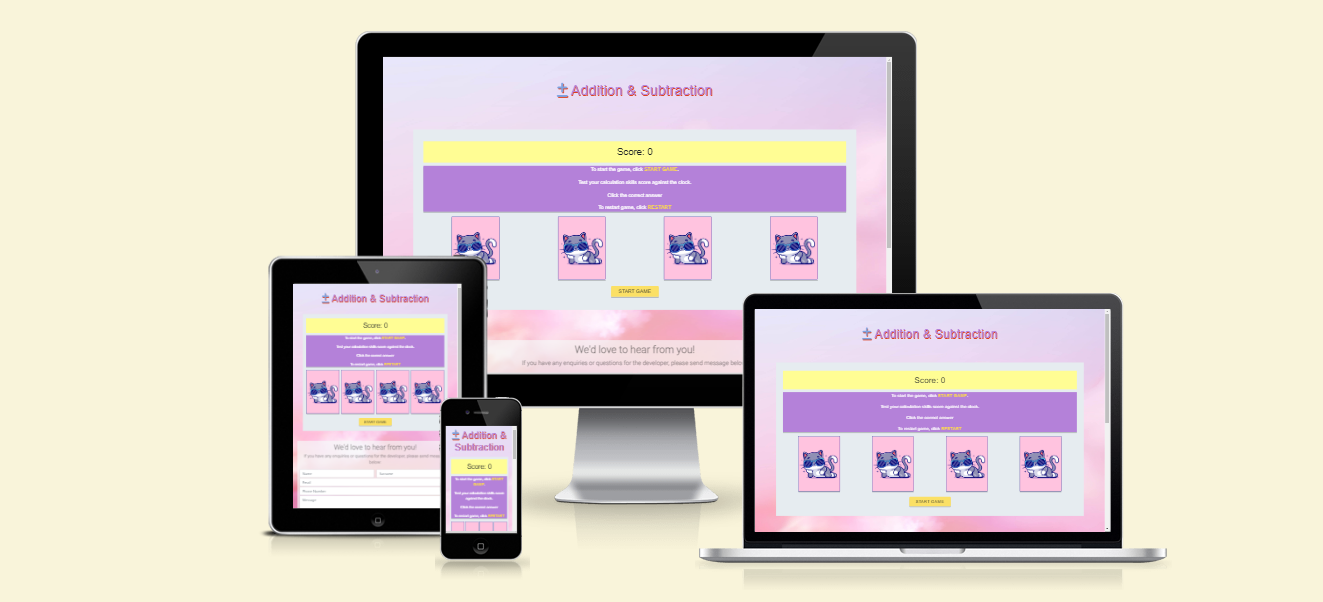 ± Addition & Subtraction
Score: 0
To start the game, click START GAME.
Test your calculation skills score against the clock.
Click the correct answer
To restart game, click RESTART
START GAME
We'd love to hear from you!
If you have any enquiries or questions for the developer, please send message below
± Addition & Subtraction
Score: 0
To start the game, click START GAME.
Test your calculation skills score against the clock.
Click the correct answer
To restart game, click RESTART
START GAME
We'd love to hear from you!
If you have any enquiries or questions for the developer, please send message
below
Name
Surname
Email
Phone Number
Message
± Addition &
Subtraction
Score: 0
To start the game, click START
GAME.
Test your calculation skills score
against the clock.
Click the correct answer
To restart game, click RESTART
± Addition & Subtraction
Score: 0
To start the game, click START GAME.
Test your calculation skills score against the clock.
Click the correct answer
To restart game, click RESTART
START GAME